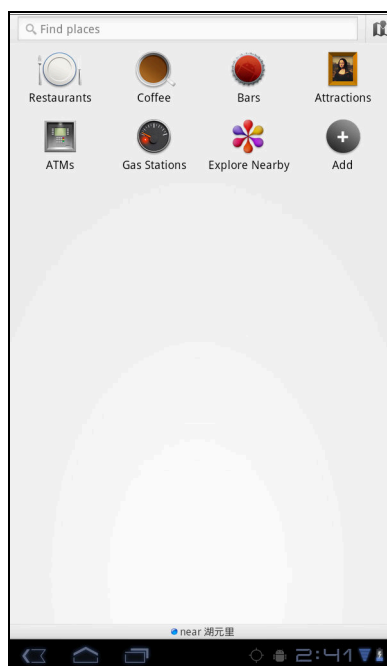 Find places
Restaurants Coffee Bars Attractions
ATMs Gas Stations Explore Nearby Add
near 湖元里
2:41